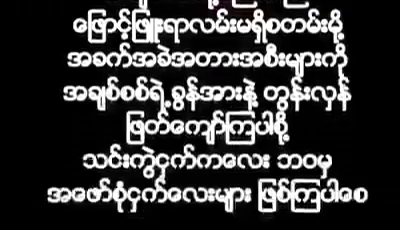 ဖြောင့်ဖြူးရာလမ်းမရှိစတမ်းမို့
အခက်အခဲအတားအစီးများကို
အချစ်စစ်ရဲ့ခွန်အားနဲ့ တွန်းလှန်
ဖြတ်ကျော်ကြပါစို့
သင်းကွဲငှက်ကလေး ဘဝမှ
အဖော်စုံငှက်လေးများ ဖြစ်ကြပါစေ